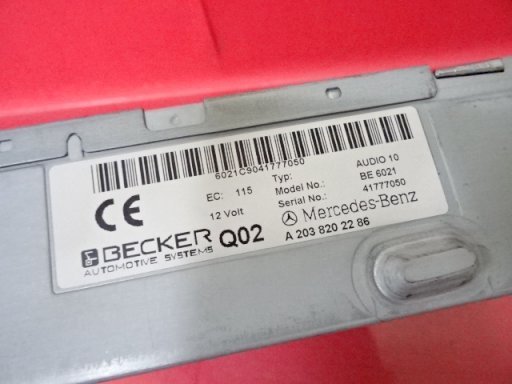 6021C9041777050
EC: 115 Typ: AUDIO 10
Model No.: BE 6021
12 Volt Serial No.: 41777050
CE
BECKER Q02 Mercedes-Benz
AUTOMOTIVE SYSTEMS A 203 820 22 86